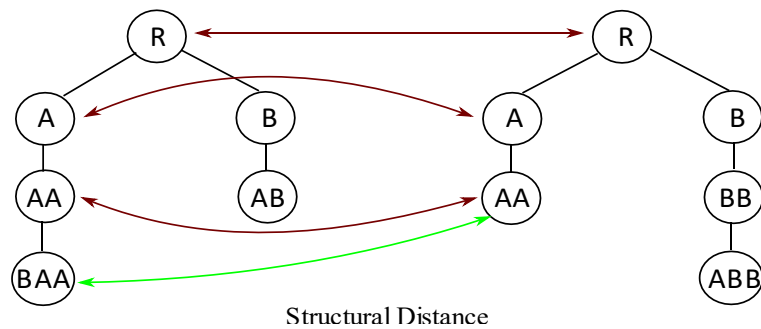 R R
A B A B
AA AB AA BB
BAA ABB
Structural Distance